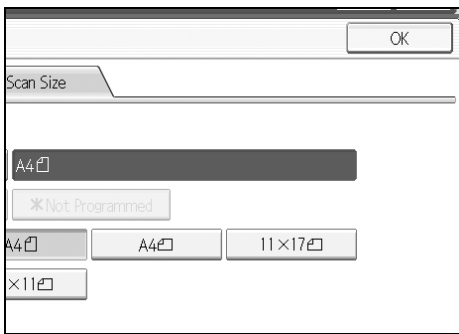 OK
Scan Size
A4
✱Not Programmed
A4 A4 11×17
×11